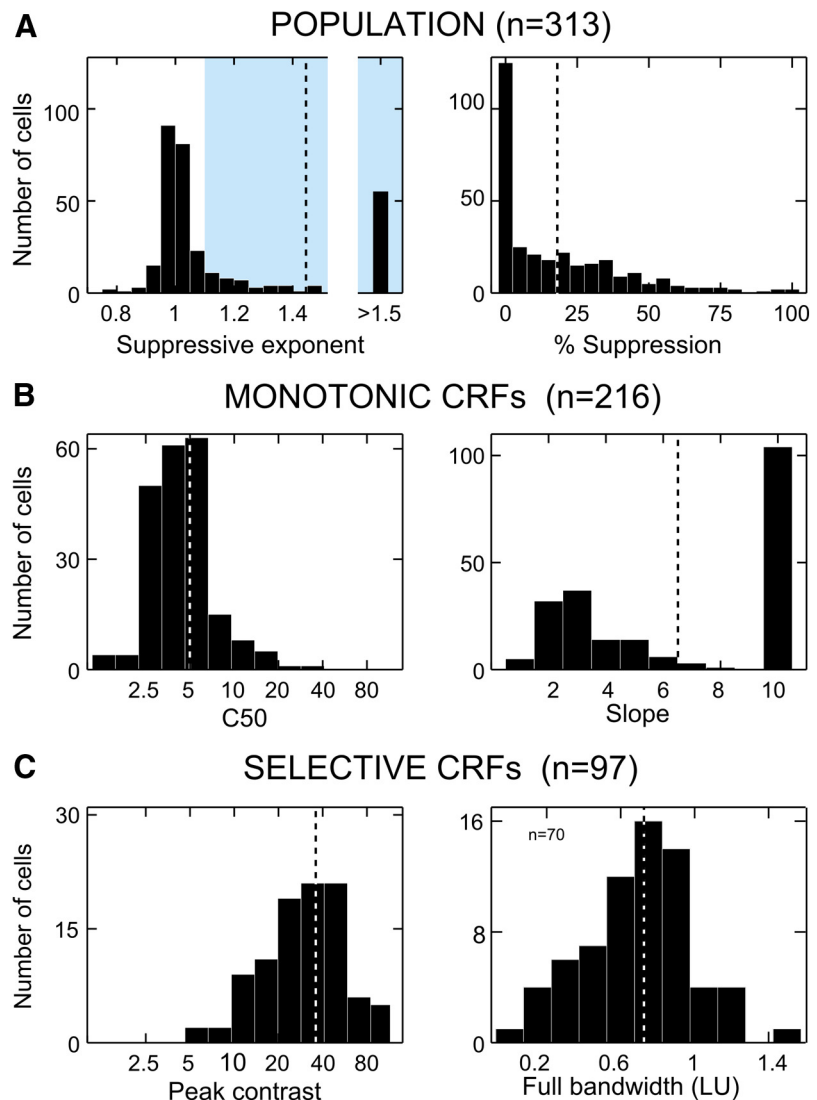 A POPULATION (n=313)
Number of cells
100
50
0
0.8 1 1.2 1.4 >1.5
Suppressive exponent
100
50
0
0 25 50 75 100
% Suppression
B MONOTONIC CRFs (n=216)
Number of cells
60
30
0
2.5 5 10 20 40 80
C50
100
50
0
2 4 6 8 10
Slope
C SELECTIVE CRFs (n=97)
Number of cells
30
15
0
2.5 5 10 20 40 80
Peak contrast
n=70
16
8
0
0.2 0.6 1 1.4
Full bandwidth (LU)